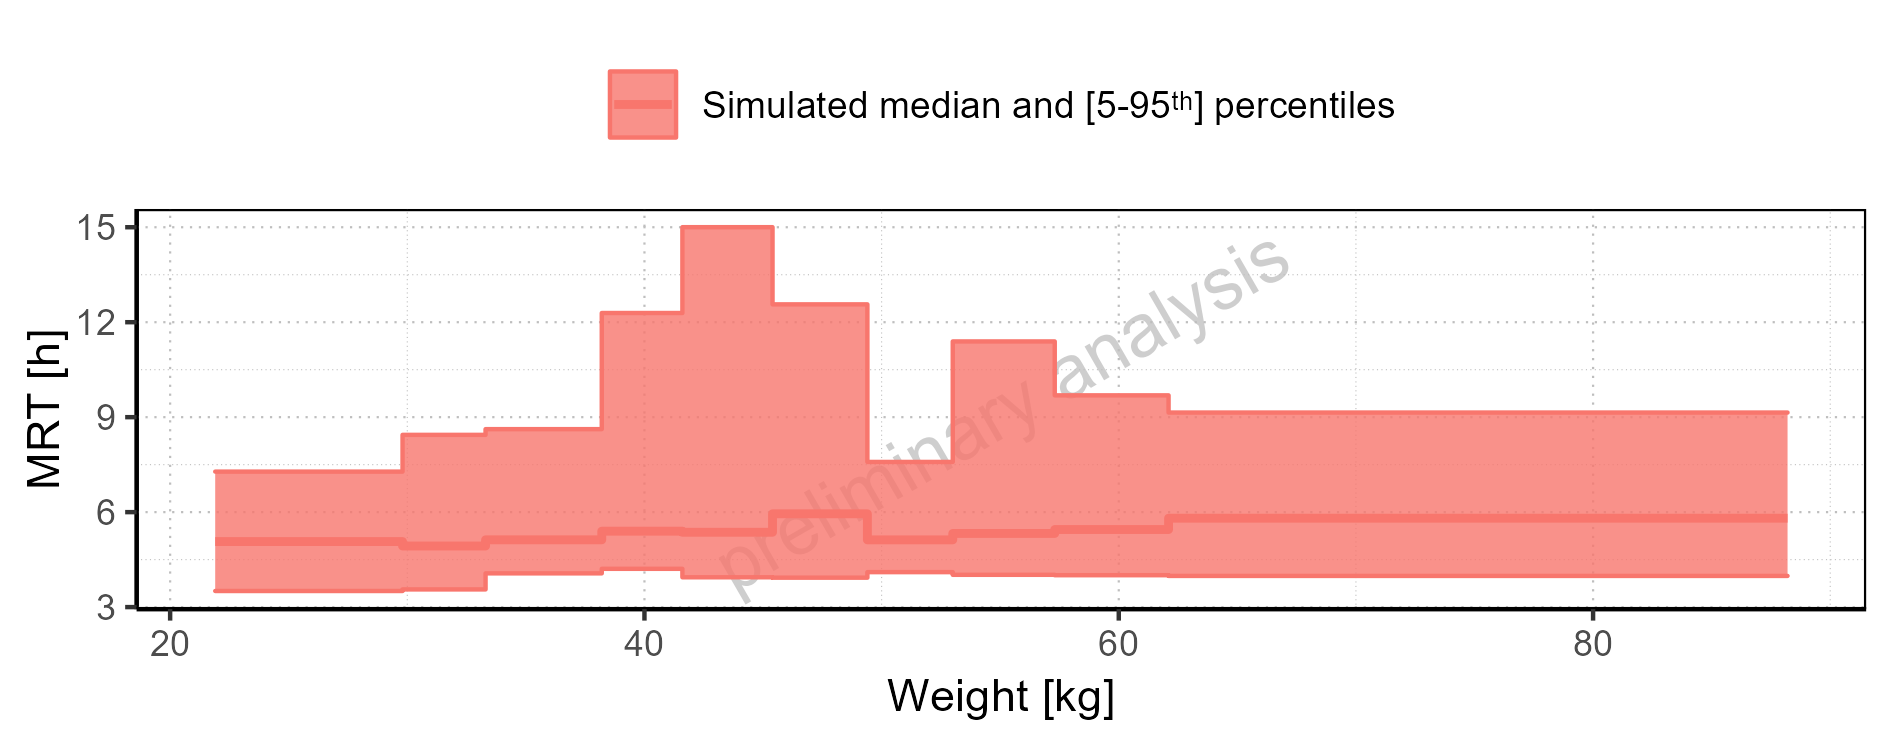 Simulated median and [5-95th] percentiles
15
12
9
6
3
MRT [h]
preliminary analysis
20 40 60 80
Weight [kg]